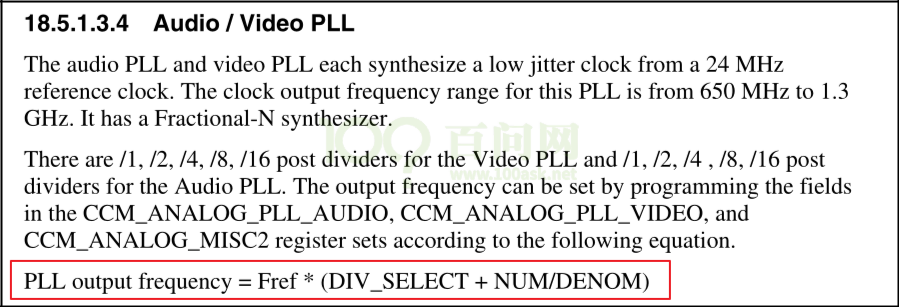 18.5.1.3.4 Audio / Video PLL
The audio PLL and video PLL each synthesize a low jitter clock from a 24 MHz
reference clock. The clock output frequency range for this PLL is from 650 MHz to 1.3
GHz. It has a Fractional-N synthesizer.
100 百问网
www.100ask.net
There are /1, /2, /4, /8, /16 post dividers for the Video PLL and /1, /2, /4 , /8, /16 post
dividers for the Audio PLL. The output frequency can be set by programming the fields
in the CCM_ANALOG_PLL_AUDIO, CCM_ANALOG_PLL_VIDEO, and
CCM_ANALOG_MISC2 register sets according to the following equation.
PLL output frequency = Fref * (DIV_SELECT + NUM/DENOM)